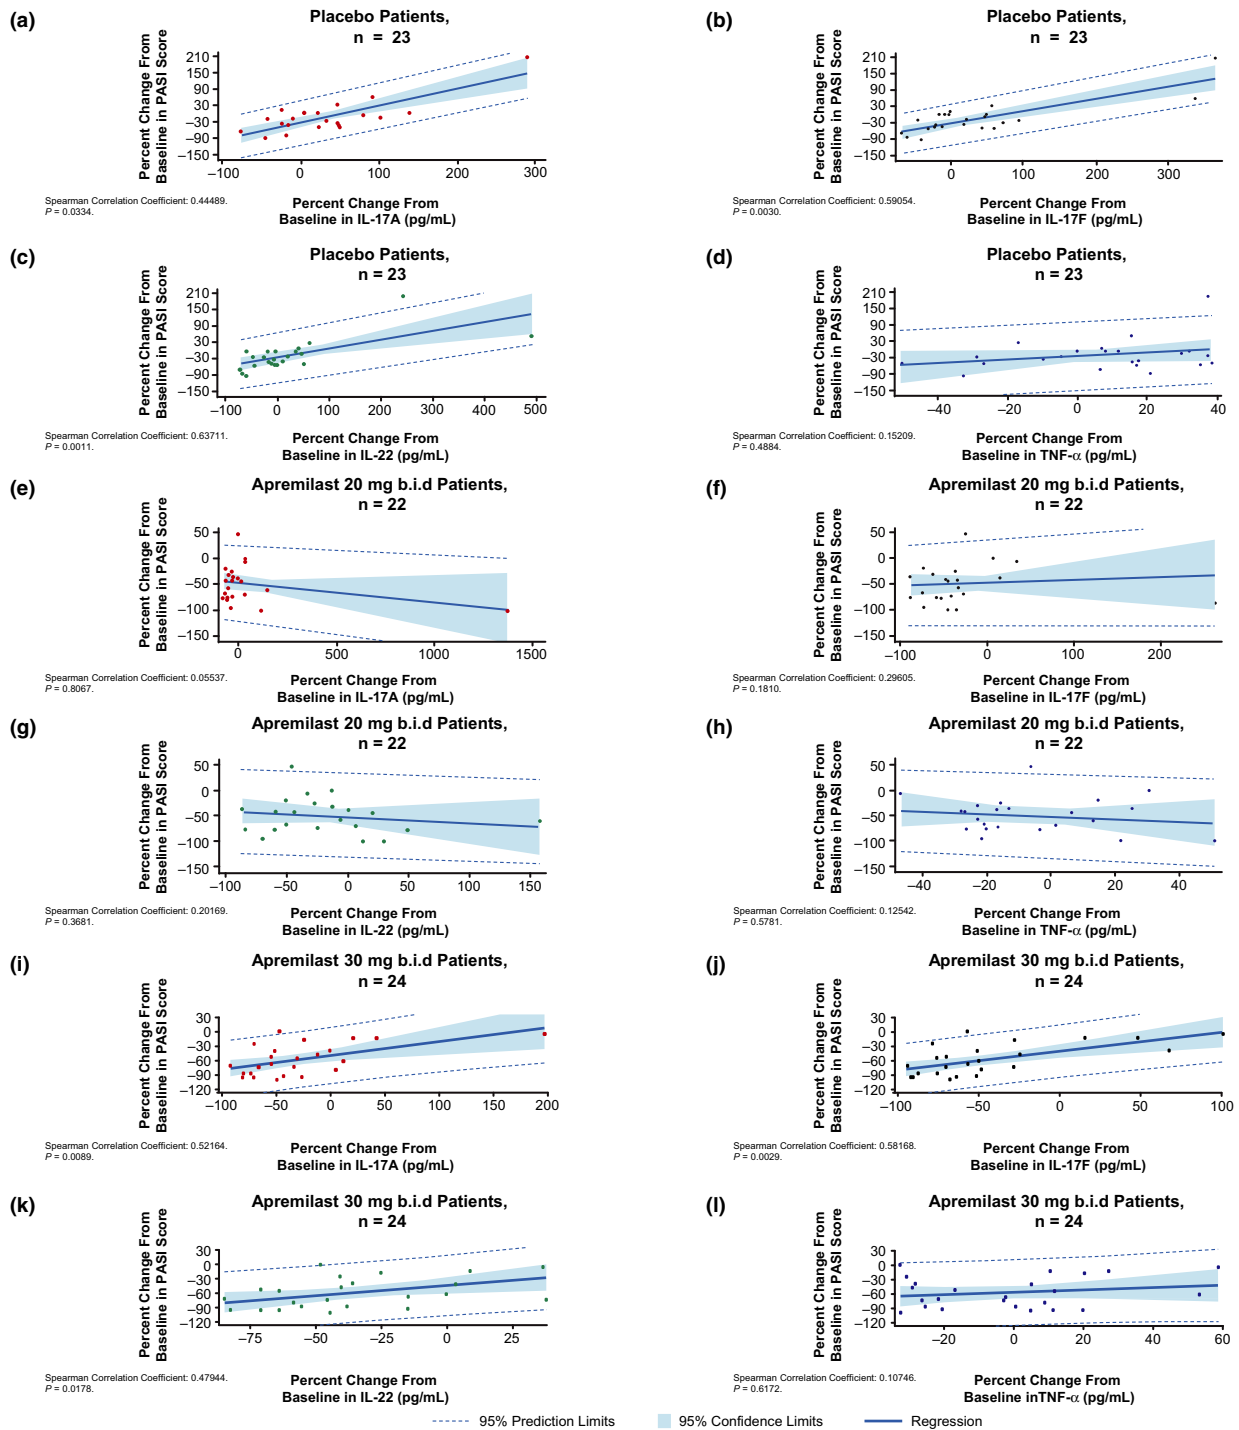 (a)
Placebo Patients,
n = 23
Percent Change From
Baseline in PASI Score
210
150
90
30
–30
–90
–150
–100 0 100 200 300
Spearman Correlation Coefficient: 0.44489.
P = 0.0334.
Percent Change From
Baseline in IL-17A (pg/mL)
(b)
Placebo Patients,
n = 23
Percent Change From
Baseline in PASI Score
210
150
90
30
–30
–90
–150
0 100 200 300
Spearman Correlation Coefficient: 0.59054.
P = 0.0030.
Percent Change From
Baseline in IL-17F (pg/mL)
(c)
Placebo Patients,
n = 23
Percent Change From
Baseline in PASI Score
210
150
90
30
–30
–90
–150
–100 0 100 200 300 400 500
Spearman Correlation Coefficient: 0.63711.
P = 0.0011.
Percent Change From
Baseline in IL-22 (pg/mL)
(d)
Placebo Patients,
n = 23
Percent Change From
Baseline in PASI Score
210
150
90
30
–30
–90
–150
–40 –20 0 20 40
Spearman Correlation Coefficient: 0.15209.
P = 0.4884.
Percent Change From
Baseline in TNF-α (pg/mL)
(e)
Apremilast 20 mg b.i.d Patients,
n = 22
Percent Change From
Baseline in PASI Score
50
0
–50
–100
–150
0 500 1000 1500
Spearman Correlation Coefficient: 0.05537.
P = 0.8067.
Percent Change From
Baseline in IL-17A (pg/mL)
(f)
Apremilast 20 mg b.i.d Patients,
n = 22
Percent Change From
Baseline in PASI Score
50
0
–50
–100
–150
–100 0 100 200
Spearman Correlation Coefficient: 0.29605.
P = 0.1810.
Percent Change From
Baseline in IL-17F (pg/mL)
(g)
Apremilast 20 mg b.i.d Patients,
n = 22
Percent Change From
Baseline in PASI Score
50
0
–50
–100
–150
–100 –50 0 50 100 150
Spearman Correlation Coefficient: 0.20169.
P = 0.3681.
Percent Change From
Baseline in IL-22 (pg/mL)
(h)
Apremilast 20 mg b.i.d Patients,
n = 22
Percent Change From
Baseline in PASI Score
50
0
–50
–100
–150
–40 –20 0 20 40
Spearman Correlation Coefficient: 0.12542.
P = 0.5781.
Percent Change From
Baseline in TNF-α (pg/mL)
(i)
Apremilast 30 mg b.i.d Patients,
n = 24
Percent Change From
Baseline in PASI Score
30
0
–30
–60
–90
–120
–100 –50 0 50 100 150 200
Spearman Correlation Coefficient: 0.52164.
P = 0.0089.
Percent Change From
Baseline in IL-17A (pg/mL)
(j)
Apremilast 30 mg b.i.d Patients,
n = 24
Percent Change From
Baseline in PASI Score
30
0
–30
–60
–90
–120
–100 –50 0 50 100
Spearman Correlation Coefficient: 0.58168.
P = 0.0029.
Percent Change From
Baseline in IL-17F (pg/mL)
(k)
Apremilast 30 mg b.i.d Patients,
n = 24
Percent Change From
Baseline in PASI Score
30
0
–30
–60
–90
–120
–75 –50 –25 0 25
Spearman Correlation Coefficient: 0.47944.
P = 0.0178.
Percent Change From
Baseline in IL-22 (pg/mL)
(l)
Apremilast 30 mg b.i.d Patients,
n = 24
Percent Change From
Baseline in PASI Score
30
0
–30
–60
–90
–120
–20 0 20 40 60
Spearman Correlation Coefficient: 0.10746.
P = 0.6172.
Percent Change From
Baseline inTNF-α (pg/mL)
95% Prediction Limits 95% Confidence Limits Regression